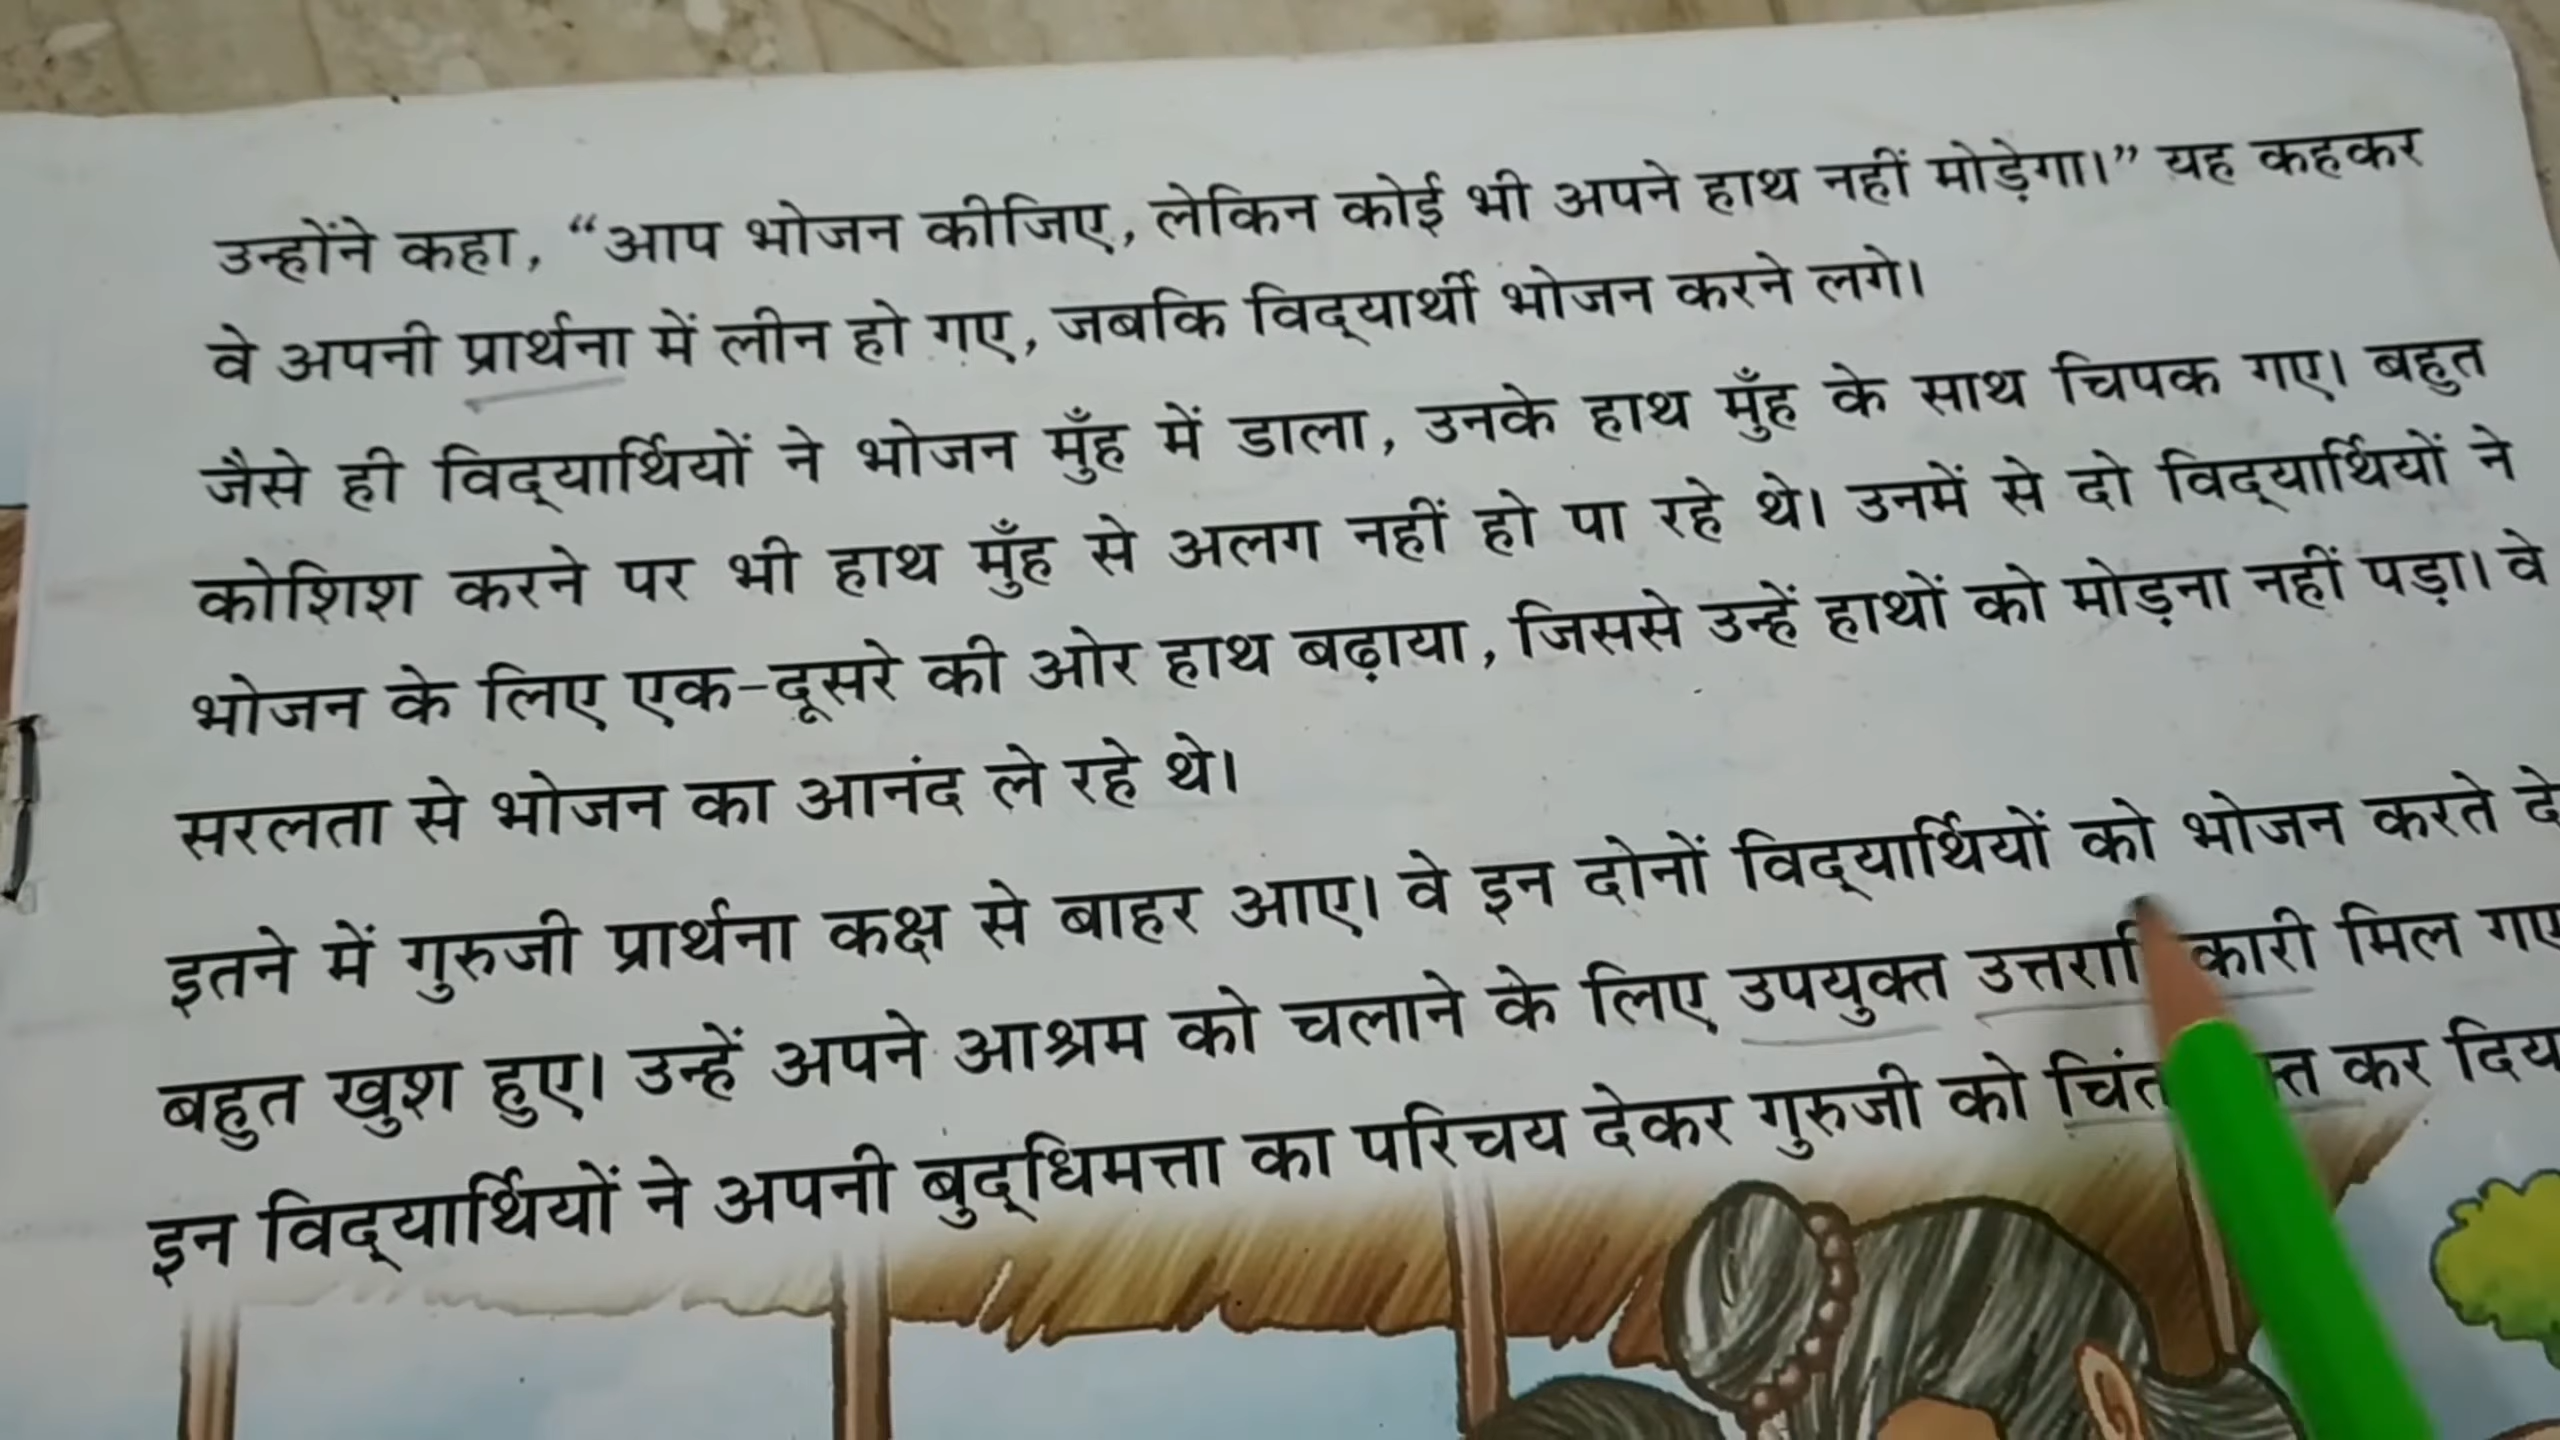 उन्होंने कहा, “आप भोजन कीजिए, लेकिन कोई भी अपने हाथ नहीं मोड़ेगा।” यह कहकर
वे अपनी प्रार्थना में लीन हो गए, जबकि विद्‌यार्थी भोजन करने लगे।
जैसे ही विद्‌यार्थियों ने भोजन मुँह में डाला, उनके हाथ मुँह के साथ चिपक गए। बहुत
कोशिश करने पर भी हाथ मुँह से अलग नहीं हो पा रहे थे। उनमें से दो विद्‌यार्थियों ने
भोजन के लिए एक-दूसरे की ओर हाथ बढ़ाया, जिससे उन्हें हाथों को मोड़ना नहीं पड़ा। वे
सरलता से भोजन का आनंद ले रहे थे।
इतने में गुरुजी प्रार्थना कक्ष से बाहर आए। वे इन दोनों विद्‌यार्थियों को भोजन करते
बहुत खुश हुए। उन्हें अपने आश्रम को चलाने के लिए उपयुक्त मिल गए
इन विद्‌यार्थियों ने अपनी बुद्‌धिमत्ता का परिचय देकर गुरुजी को कर